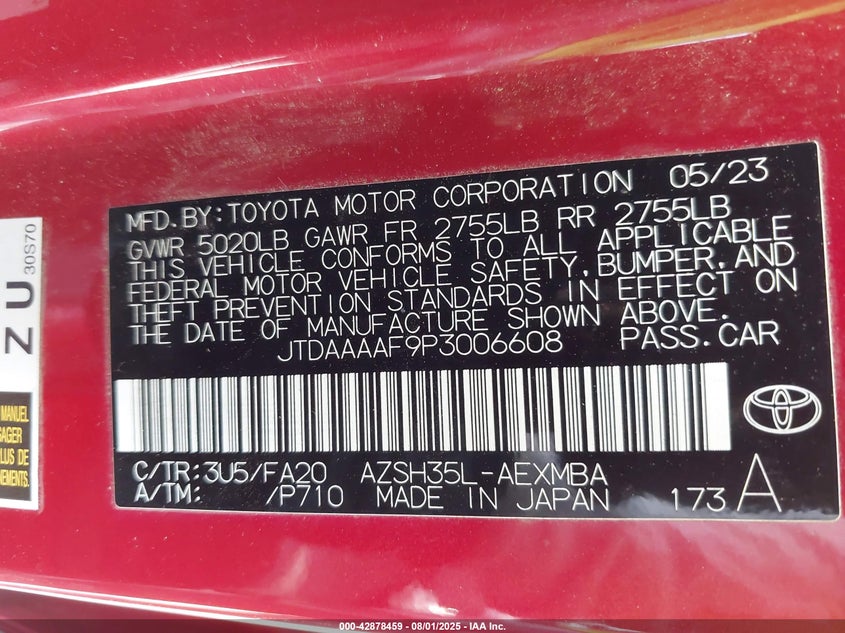 MFD.BY:TOYOTA MOTOR CORPORATION 05/23
GVWR 5020LB GAWR FR 2755LB RR 2755LB
THIS VEHICLE CONFORMS TO ALL APPLICABLE
FEDERAL MOTOR VEHICLE SAFETY,BUMPER,AND
THEFT PREVENTION STANDARDS IN EFFECT ON
THE DATE OF MANUFACTURE SHOWN ABOVE.
JTDAAAAF9P3006608 PASS.CAR
C/TR:3U5/FA20 AZSH35L-AEXMBA
A/TM: /P710 MADE IN JAPAN 173 A
ZU
30S70
MANUEL
LUS DE
NEMENTS.
000-42878459 - 08/01/2025 - IAA Inc.